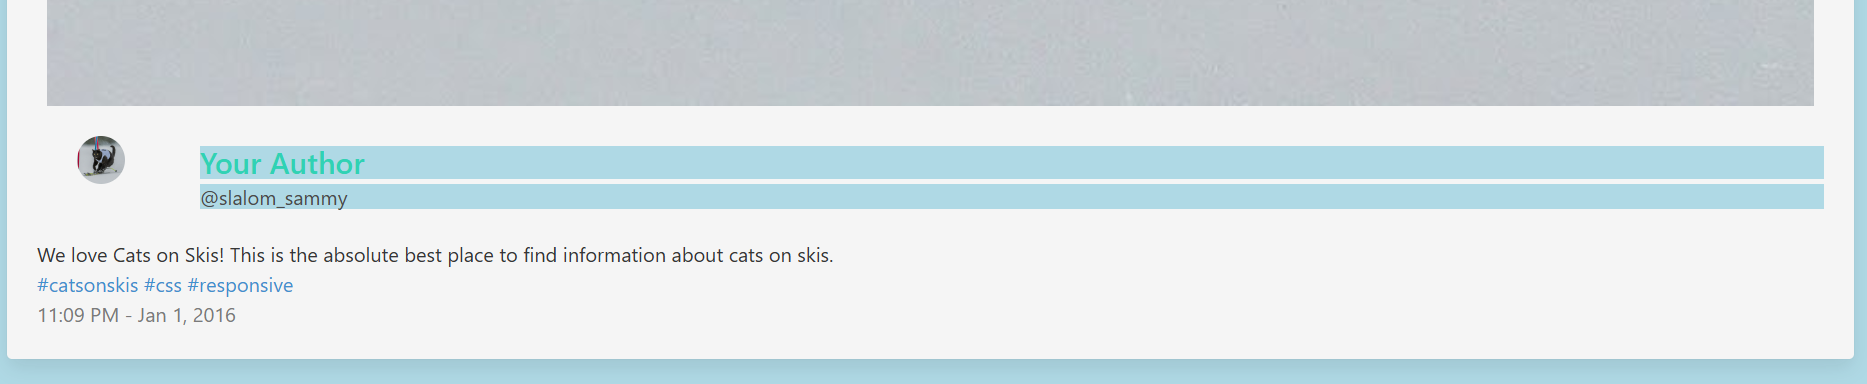 Your Author
@slalom_sammy
We love Cats on Skis! This is the absolute best place to find information about cats on skis.
#catsonskis #css #responsive
11:09 PM - Jan 1, 2016